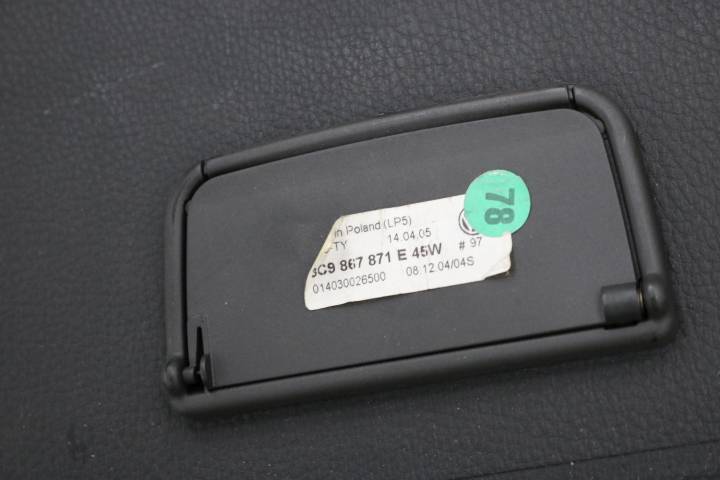 in Poland (LP5)
TY 14.04.05
3C9 867 871 E 45W # 97
014030026500 08.12.04/04S
78